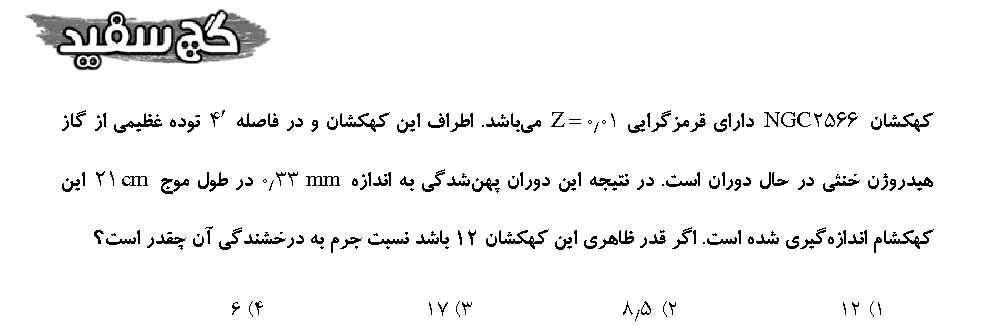 گچ سفید
کهکشان NGC۲۵۶۶ دارای قرمزگرایی Z=۰٫۰۱ می‌باشد. اطراف این کهکشان و در فاصله ۴′ توده عظیمی از گاز
هیدروژن خنثی در حال دوران است. در نتیجه این دوران پهن‌شدگی به اندازه ۰٫۳۳ mm در طول موج ۲۱ cm این
کهکشام اندازه‌گیری شده است. اگر قدر ظاهری این کهکشان ۱۲ باشد نسبت جرم به درخشندگی آن چقدر است؟
۱) ۱۲ ۲) ۸٫۵ ۳) ۱۷ ۴) ۶